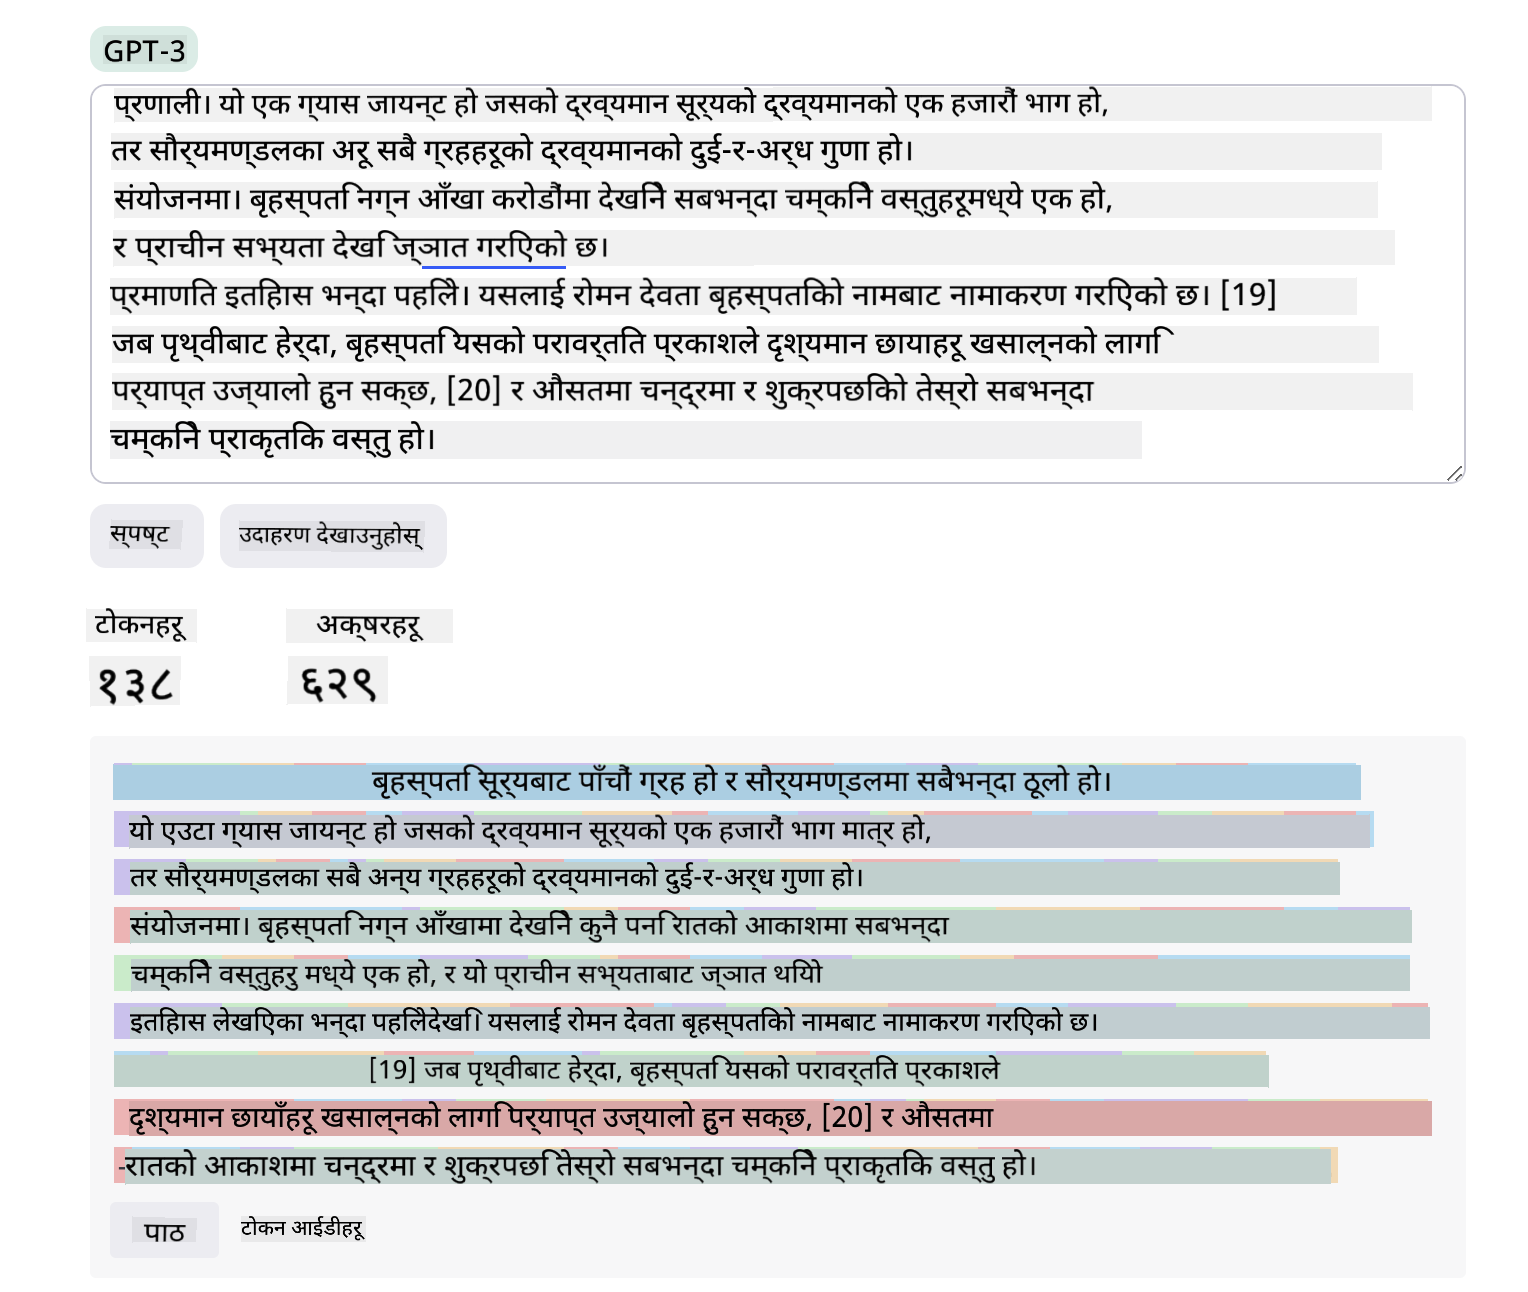 GPT-3
प्रणाली। यो एक ग्यास जायन्ट हो जसको द्रव्यमान सूर्यको द्रव्यमानको एक हजारौं भाग हो,
तर सौर्यमण्डलका अरू सबै ग्रहहरूको द्रव्यमानको दुई-र-अर्ध गुणा हो।
संयोजनमा। बृहस्पति नग्न आँखा करोडौंमा देखिने सबभन्दा चम्किने वस्तुहरूमध्ये एक हो,
र प्राचीन सभ्यता देखि ज्ञात गरिएको छ।
प्रमाणित इतिहास भन्दा पहिले। यसलाई रोमन देवता बृहस्पतिको नामबाट नामाकरण गरिएको छ। [19]
जब पृथ्वीबाट हेर्दा, बृहस्पति यसको परावर्तित प्रकाशले दृश्यमान छायाहरू खसाल्नको लागि
पर्याप्त उज्यालो हुन सक्छ, [20] र औसतमा चन्द्रमा र शुक्रपछिको तेस्रो सबभन्दा
चम्किने प्राकृतिक वस्तु हो।
स्पष्ट
उदाहरण देखाउनुहोस्
टोकनहरू
अक्षरहरू
१३८
६२९
बृहस्पति सूर्यबाट पाँचौं ग्रह हो र सौर्यमण्डलमा सबैभन्दा ठूलो हो।
यो एउटा ग्यास जायन्ट हो जसको द्रव्यमान सूर्यको एक हजारौं भाग मात्र हो,
तर सौर्यमण्डलका सबै अन्य ग्रहहरूको द्रव्यमानको दुई-र-अर्ध गुणा हो।
संयोजनमा। बृहस्पति नग्न आँखामा देखिने कुनै पनि रातको आकाशमा सबभन्दा
चम्किने वस्तुहरु मध्ये एक हो, र यो प्राचीन सभ्यताबाट ज्ञात थियो
इतिहास लेखिएका भन्दा पहिलेदेखि। यसलाई रोमन देवता बृहस्पतिको नामबाट नामाकरण गरिएको छ।
[19] जब पृथ्वीबाट हेर्दा, बृहस्पति यसको परावर्तित प्रकाशले
दृश्यमान छायाँहरू खसाल्नको लागि पर्याप्त उज्यालो हुन सक्छ, [20] र औसतमा
-रातको आकाशमा चन्द्रमा र शुक्रपछि तेस्रो सबभन्दा चम्किने प्राकृतिक वस्तु हो।
पाठ
टोकन आईडीहरू